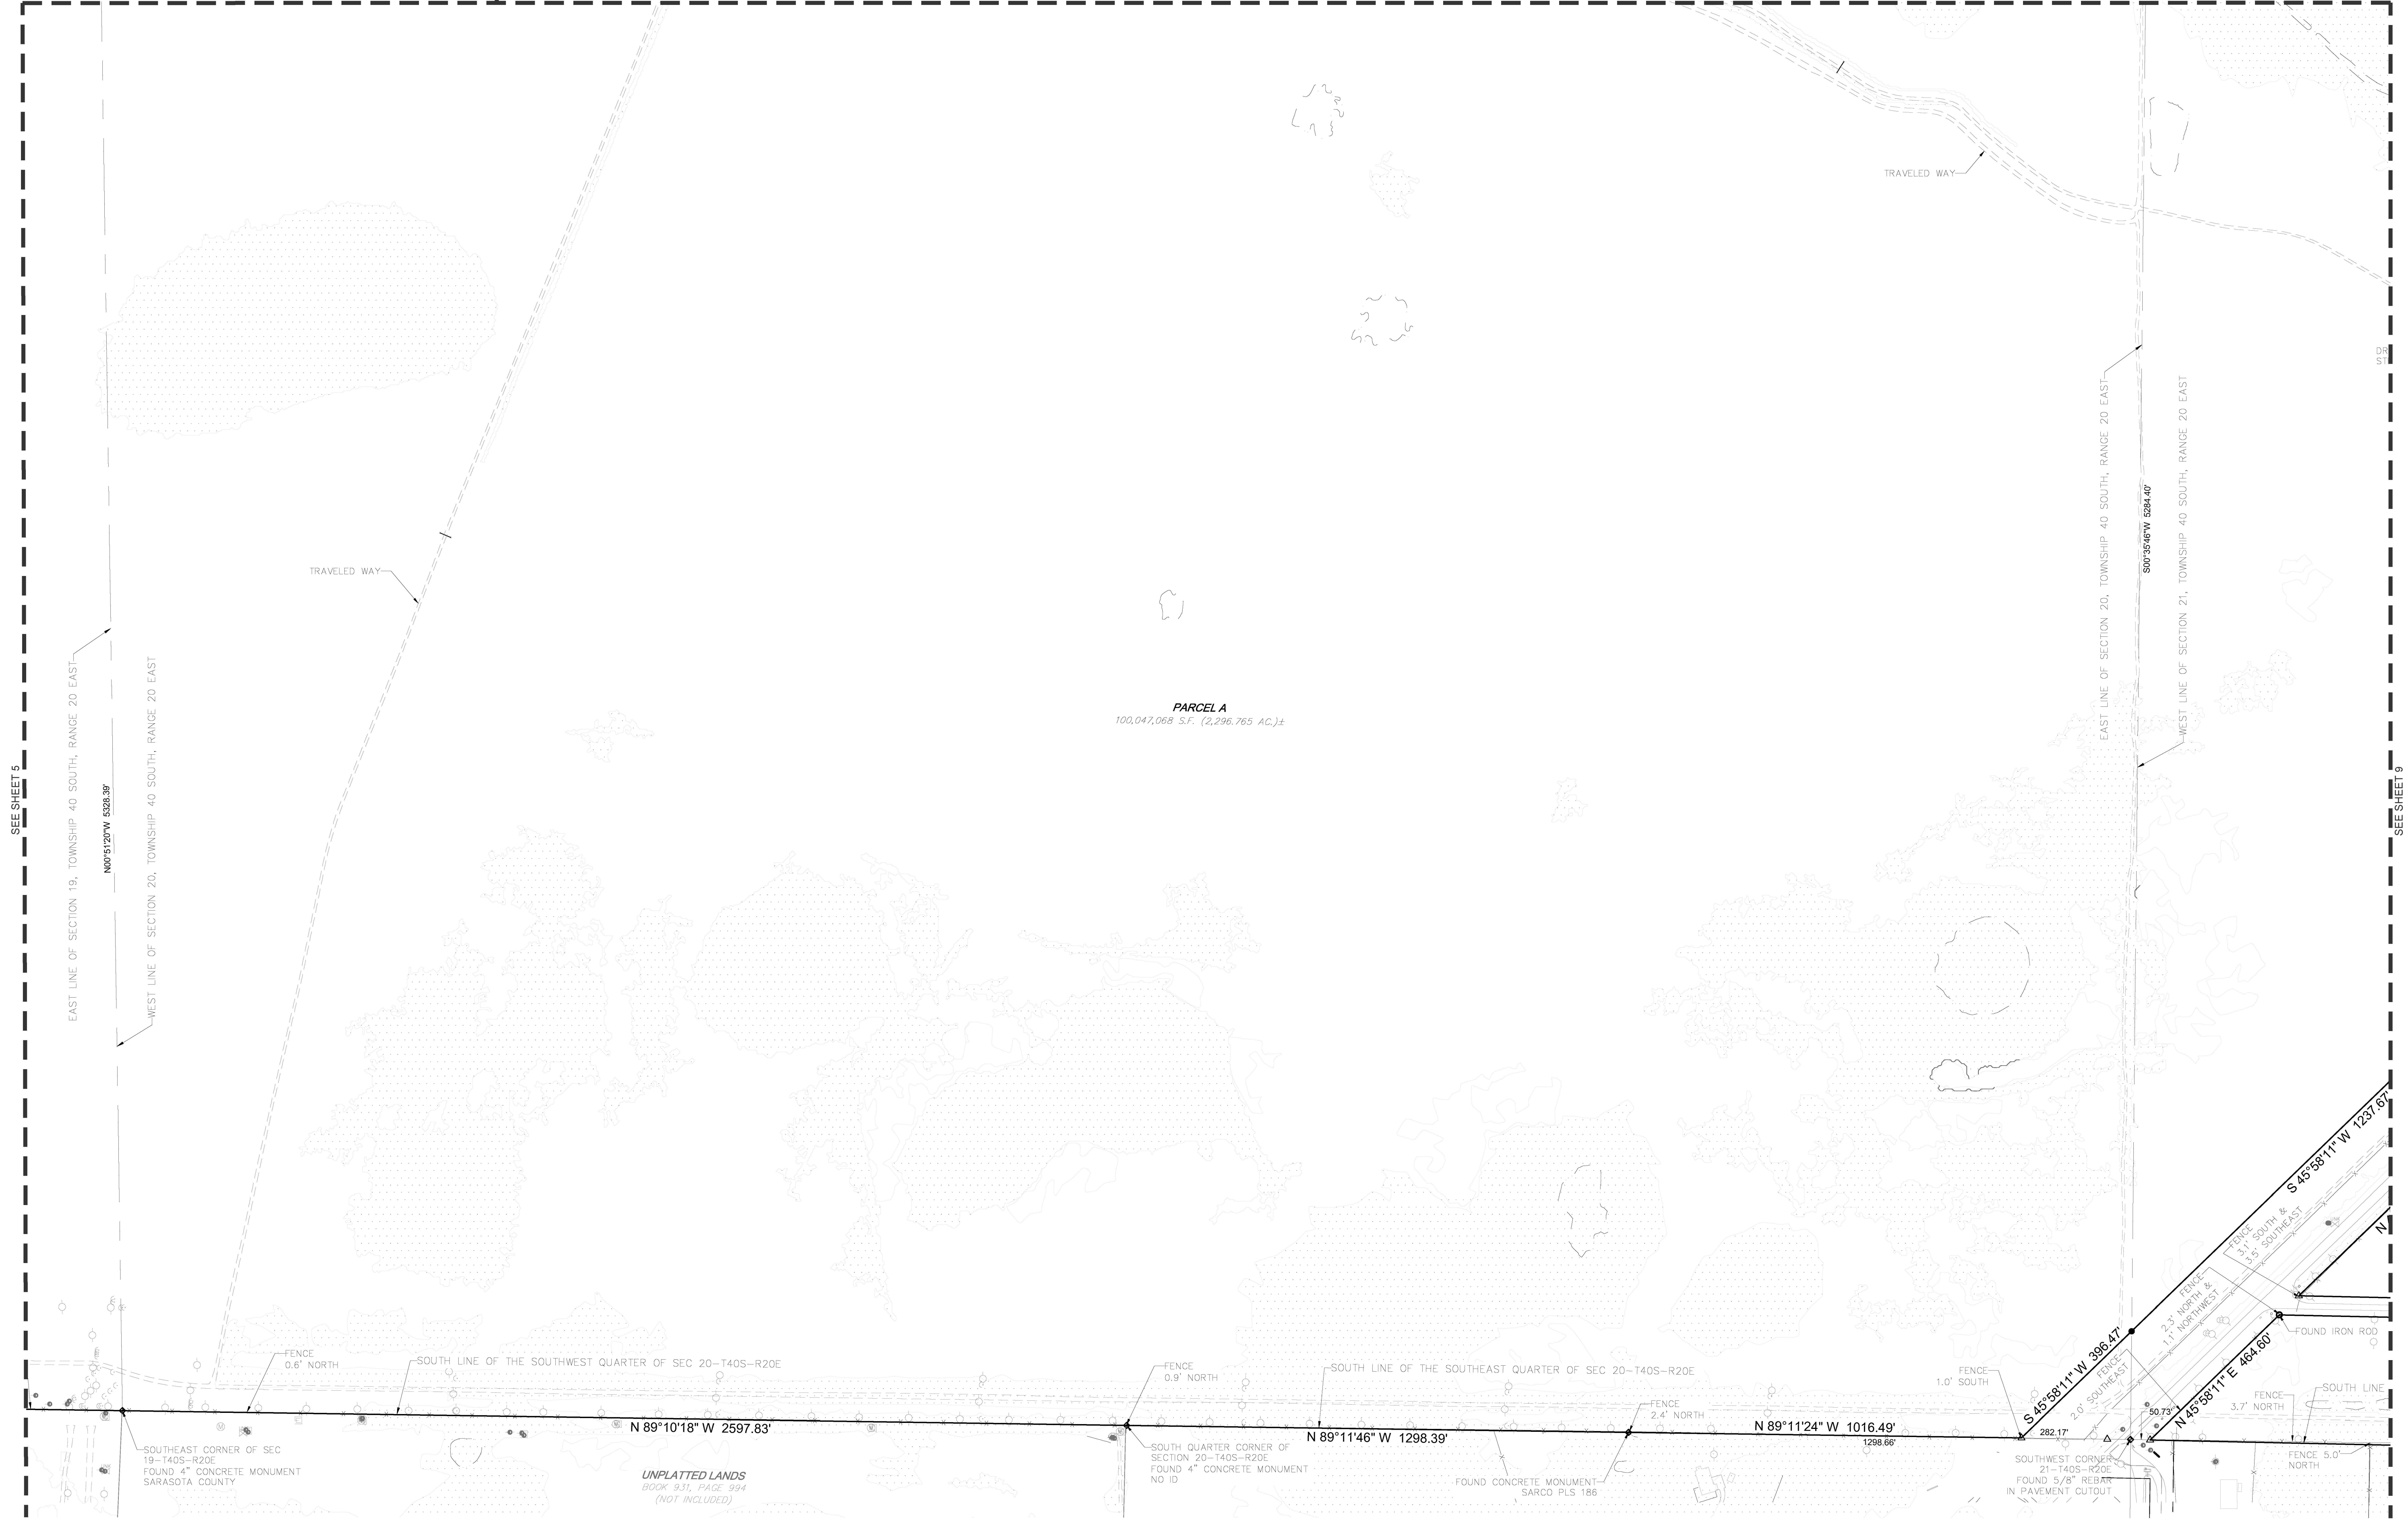 TRAVELED WAY
DR
ST
EAST LINE OF SECTION 20, TOWNSHIP 40 SOUTH, RANGE 20 EAST
S00°35'46"W 5284.40'
WEST LINE OF SECTION 21, TOWNSHIP 40 SOUTH, RANGE 20 EAST
TRAVELED WAY
SEE SHEET 5
EAST LINE OF SECTION 19, TOWNSHIP 40 SOUTH, RANGE 20 EAST
N00°51'20"W 5328.39'
WEST LINE OF SECTION 20, TOWNSHIP 40 SOUTH, RANGE 20 EAST
PARCEL A
100,047,068 S.F. (2,296.765 AC.)±
SEE SHEET 9
S 45°58'11" W 1237.67'
N
FENCE
3.1' SOUTH &
3.5' SOUTHEAST
FENCE
2.3' NORTH &
1.1' NORTHWEST
FOUND IRON ROD
S 45°58'11" W 396.47'
FENCE
2.0' SOUTHEAST
N 45°58'11" E 464.60'
50.73'
FENCE
0.6' NORTH
SOUTH LINE OF THE SOUTHWEST QUARTER OF SEC 20-T40S-R20E
FENCE
0.9' NORTH
SOUTH LINE OF THE SOUTHEAST QUARTER OF SEC 20-T40S-R20E
FENCE
2.4' NORTH
FENCE
1.0' SOUTH
FENCE
3.7' NORTH
SOUTH LINE
N 89°10'18" W 2597.83'
N 89°11'46" W 1298.39'
N 89°11'24" W 1016.49'
1298.66'
282.17'
SOUTHEAST CORNER OF SEC
19-T40S-R20E
FOUND 4" CONCRETE MONUMENT
SARASOTA COUNTY
UNPLATTED LANDS
BOOK 931, PAGE 994
(NOT INCLUDED)
SOUTH QUARTER CORNER OF
SECTION 20-T40S-R20E
FOUND 4" CONCRETE MONUMENT
NO ID
FOUND CONCRETE MONUMENT
SARCO PLS 186
SOUTHWEST CORNER
21-T40S-R20E
FOUND 5/8" REBAR
IN PAVEMENT CUTOUT
FENCE 5.0'
NORTH